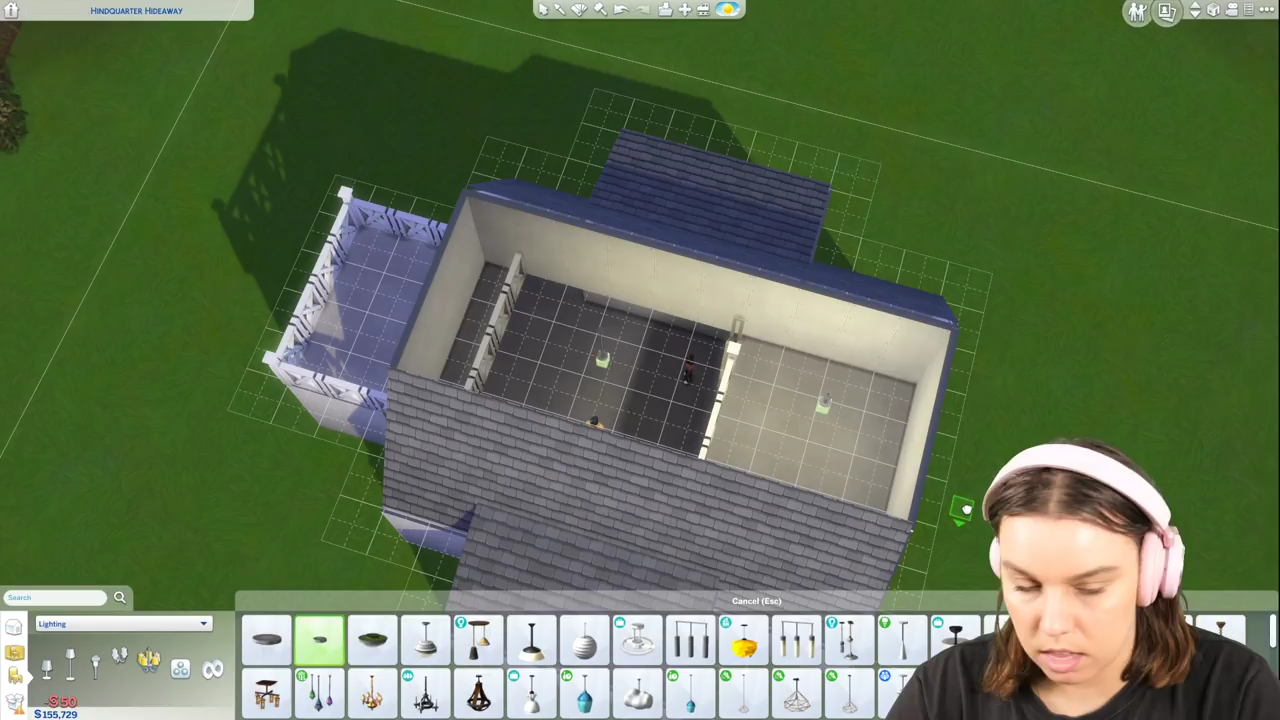 HINDQUARTER HIDEAWAY
Cancel (Esc)
Search
Lighting
-§50
§155,729